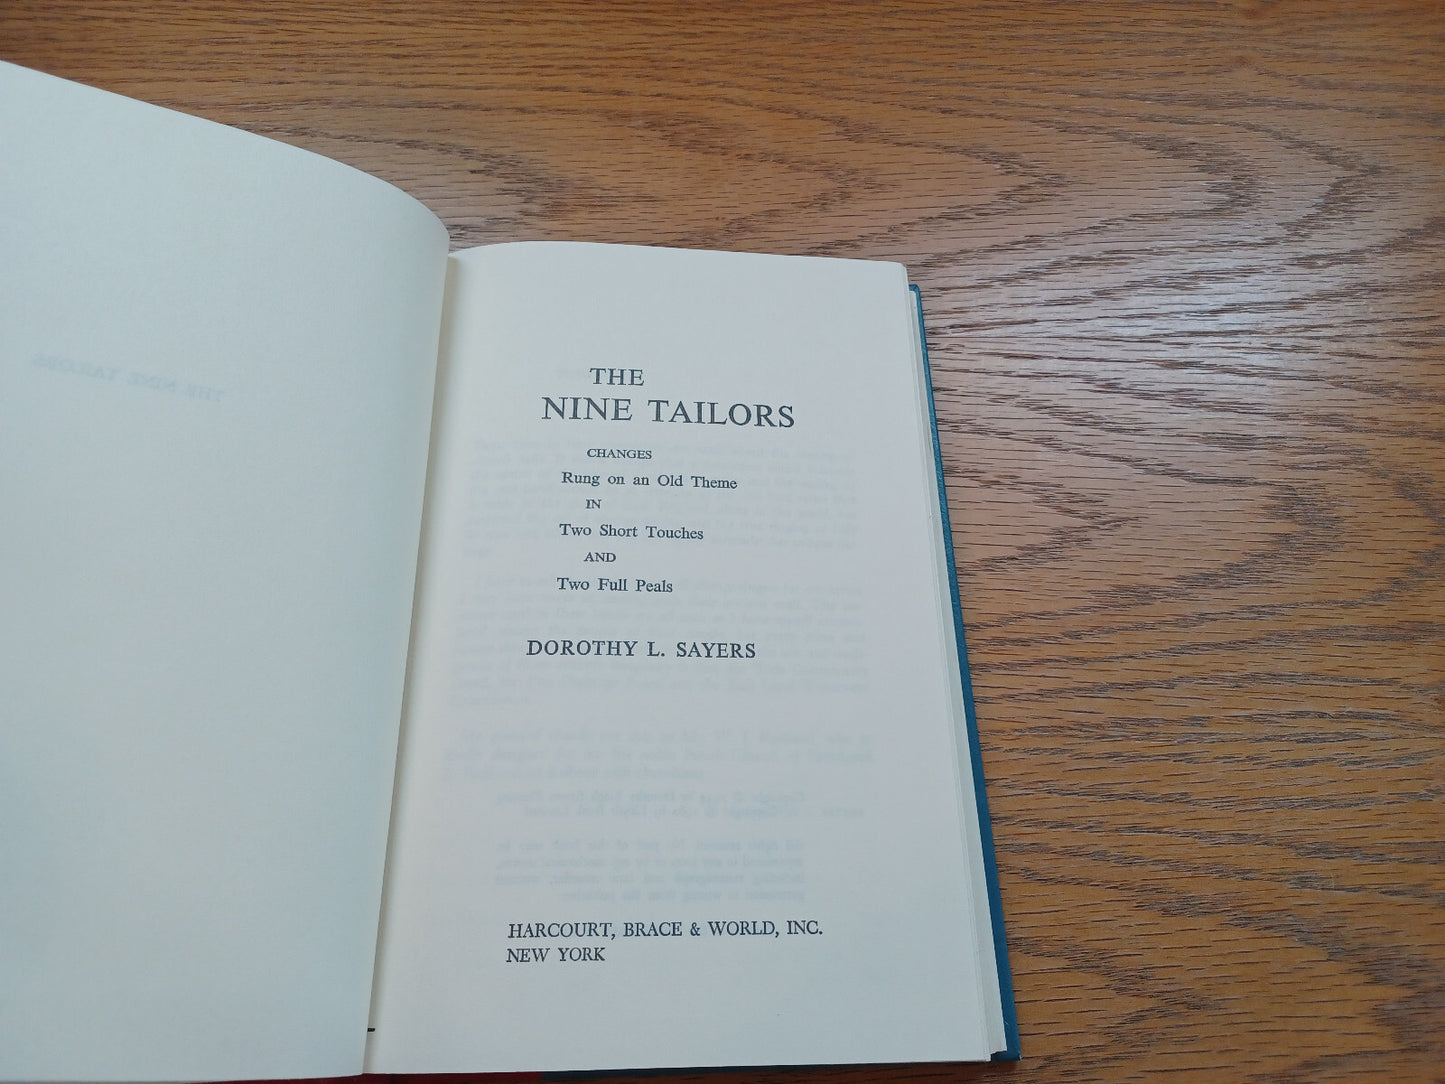 THE
NINE TAILORS
CHANGES
Rung on an Old Theme
IN
Two Short Touches
AND
Two Full Peals
DOROTHY L. SAYERS
HARCOURT, BRACE & WORLD, INC.
NEW YORK